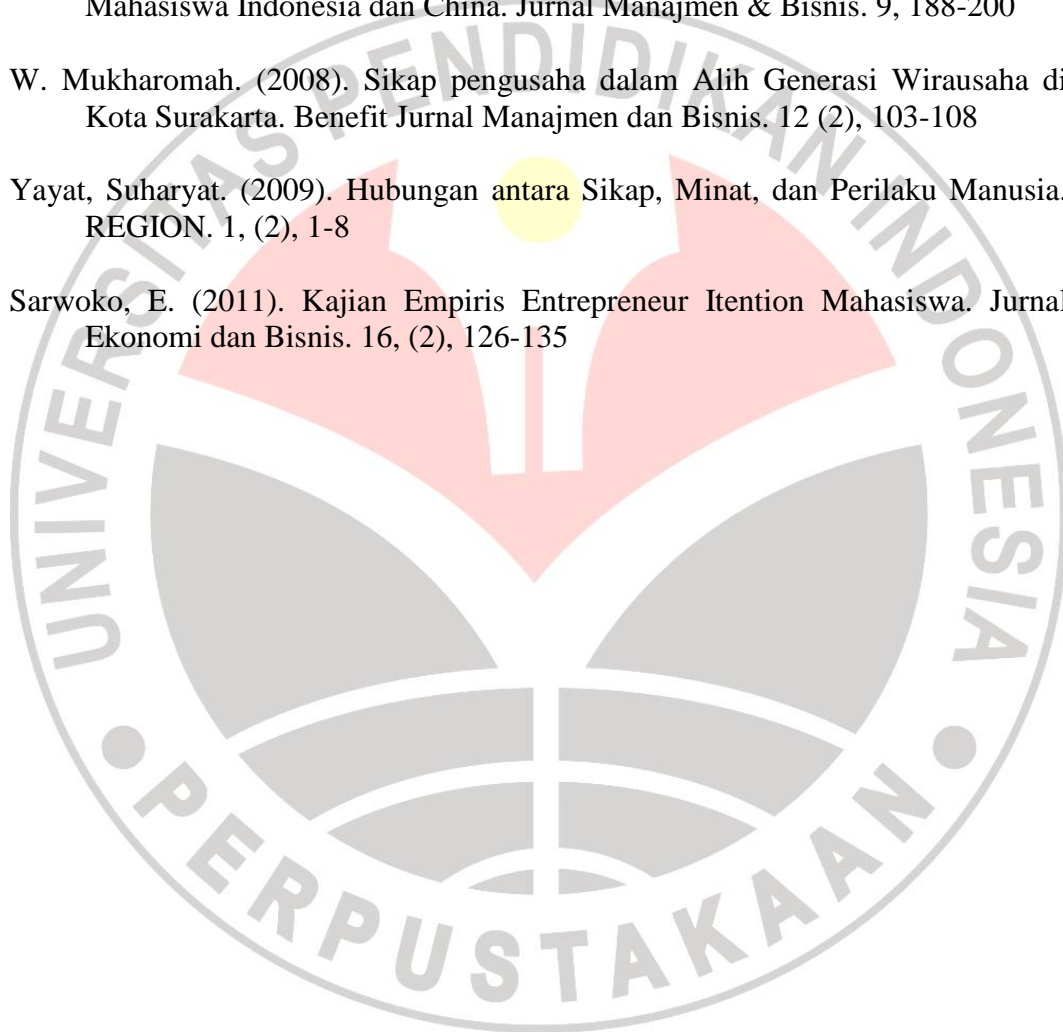 Mahasiswa Indonesia dan China. Jurnal Manajmen & Bisnis. 9, 188-200
W. Mukharomah. (2008). Sikap pengusaha dalam Alih Generasi Wirausaha di
Kota Surakarta. Benefit Jurnal Manajmen dan Bisnis. 12 (2), 103-108
Yayat, Suharyat. (2009). Hubungan antara Sikap, Minat, dan Perilaku Manusia.
REGION. 1, (2), 1-8
Sarwoko, E. (2011). Kajian Empiris Entrepreneur Itention Mahasiswa. Jurnal
Ekonomi dan Bisnis. 16, (2), 126-135
UNIVERSITAS PENDIDIKAN INDONESIA
PERPUSTAKAAN